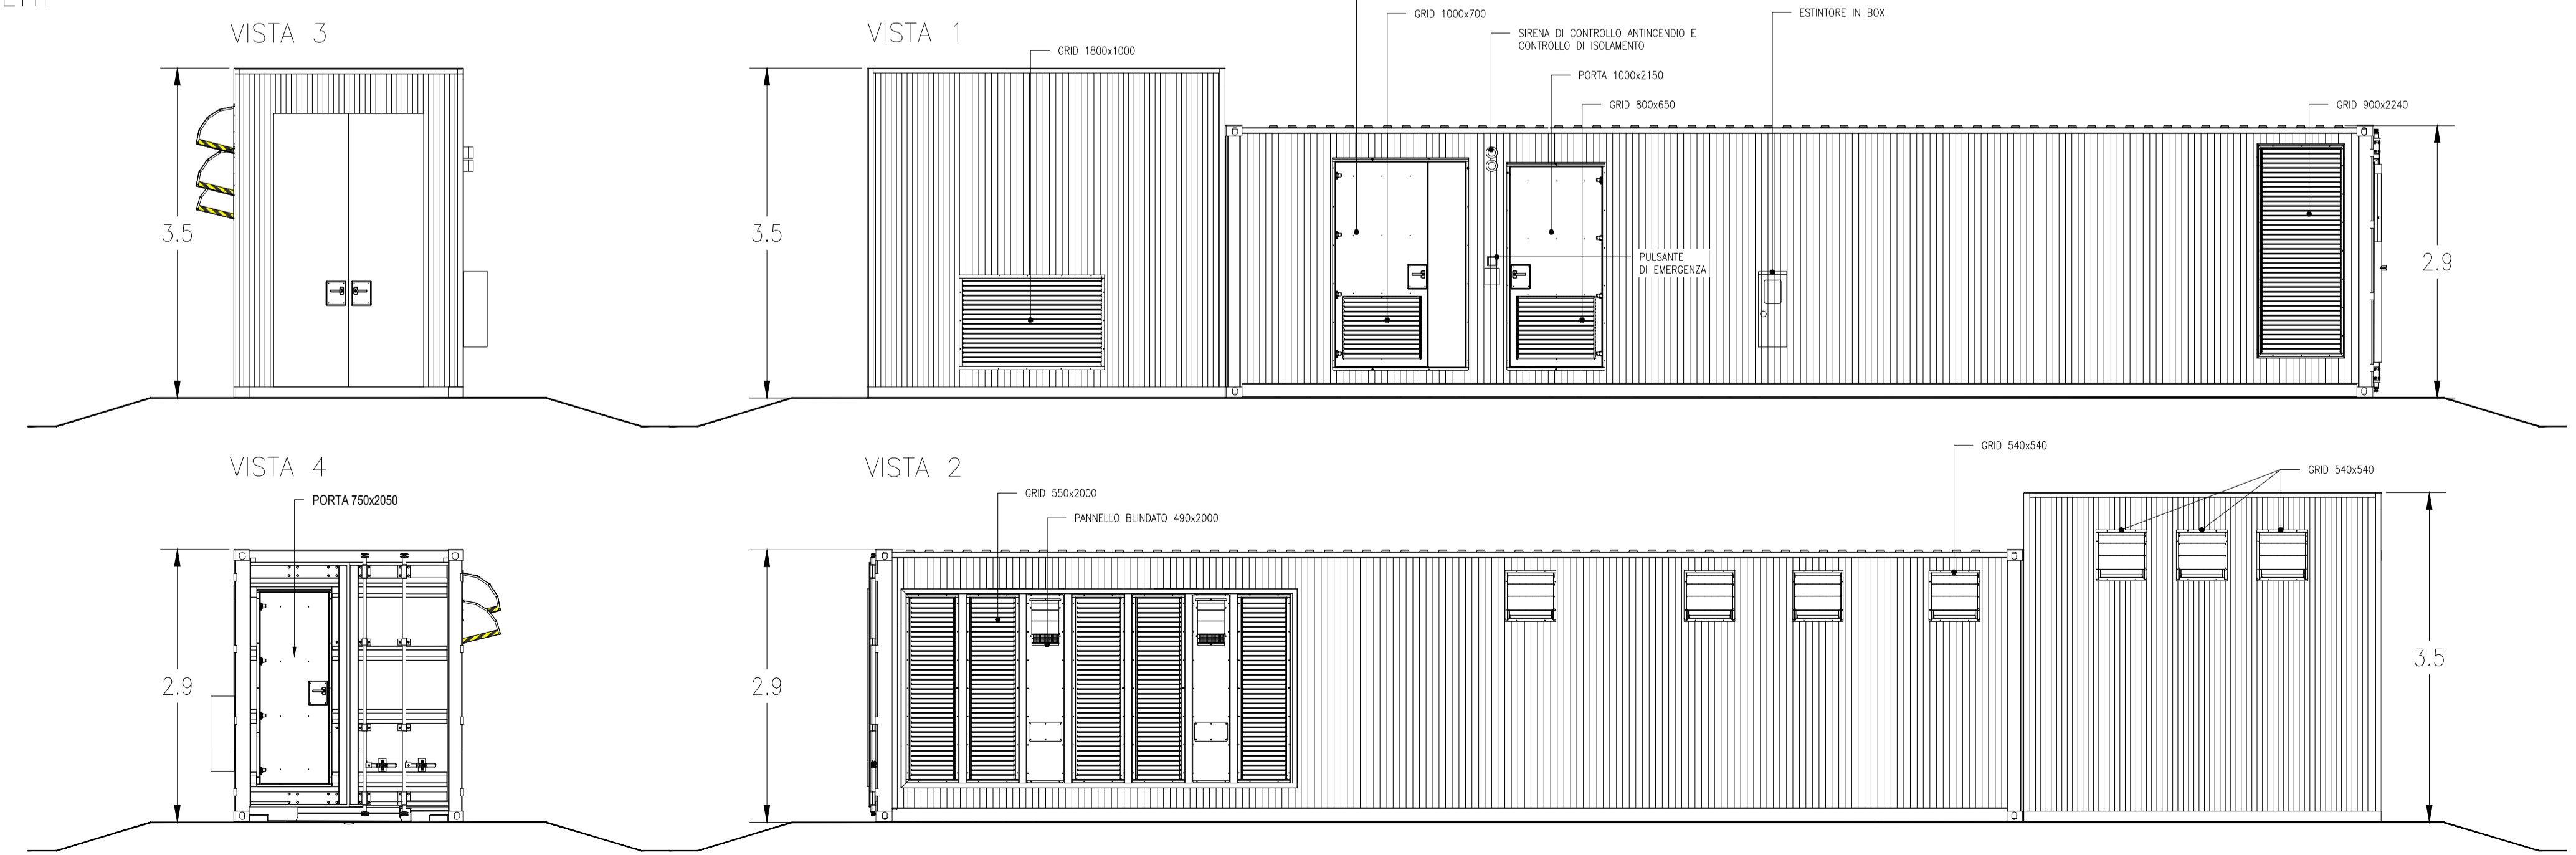 VISTA 3
VISTA 1
GRID 1800x1000
GRID 1000x700
SIRENA DI CONTROLLO ANTINCENDIO E
CONTROLLO DI ISOLAMENTO
PORTA 1000x2150
GRID 800x650
ESTINTORE IN BOX
GRID 900x2240
3.5
3.5
PULSANTE
DI EMERGENZA
2.9
VISTA 4
PORTA 750x2050
VISTA 2
GRID 550x2000
PANNELLO BLINDATO 490x2000
GRID 540x540
GRID 540x540
2.9
2.9
3.5